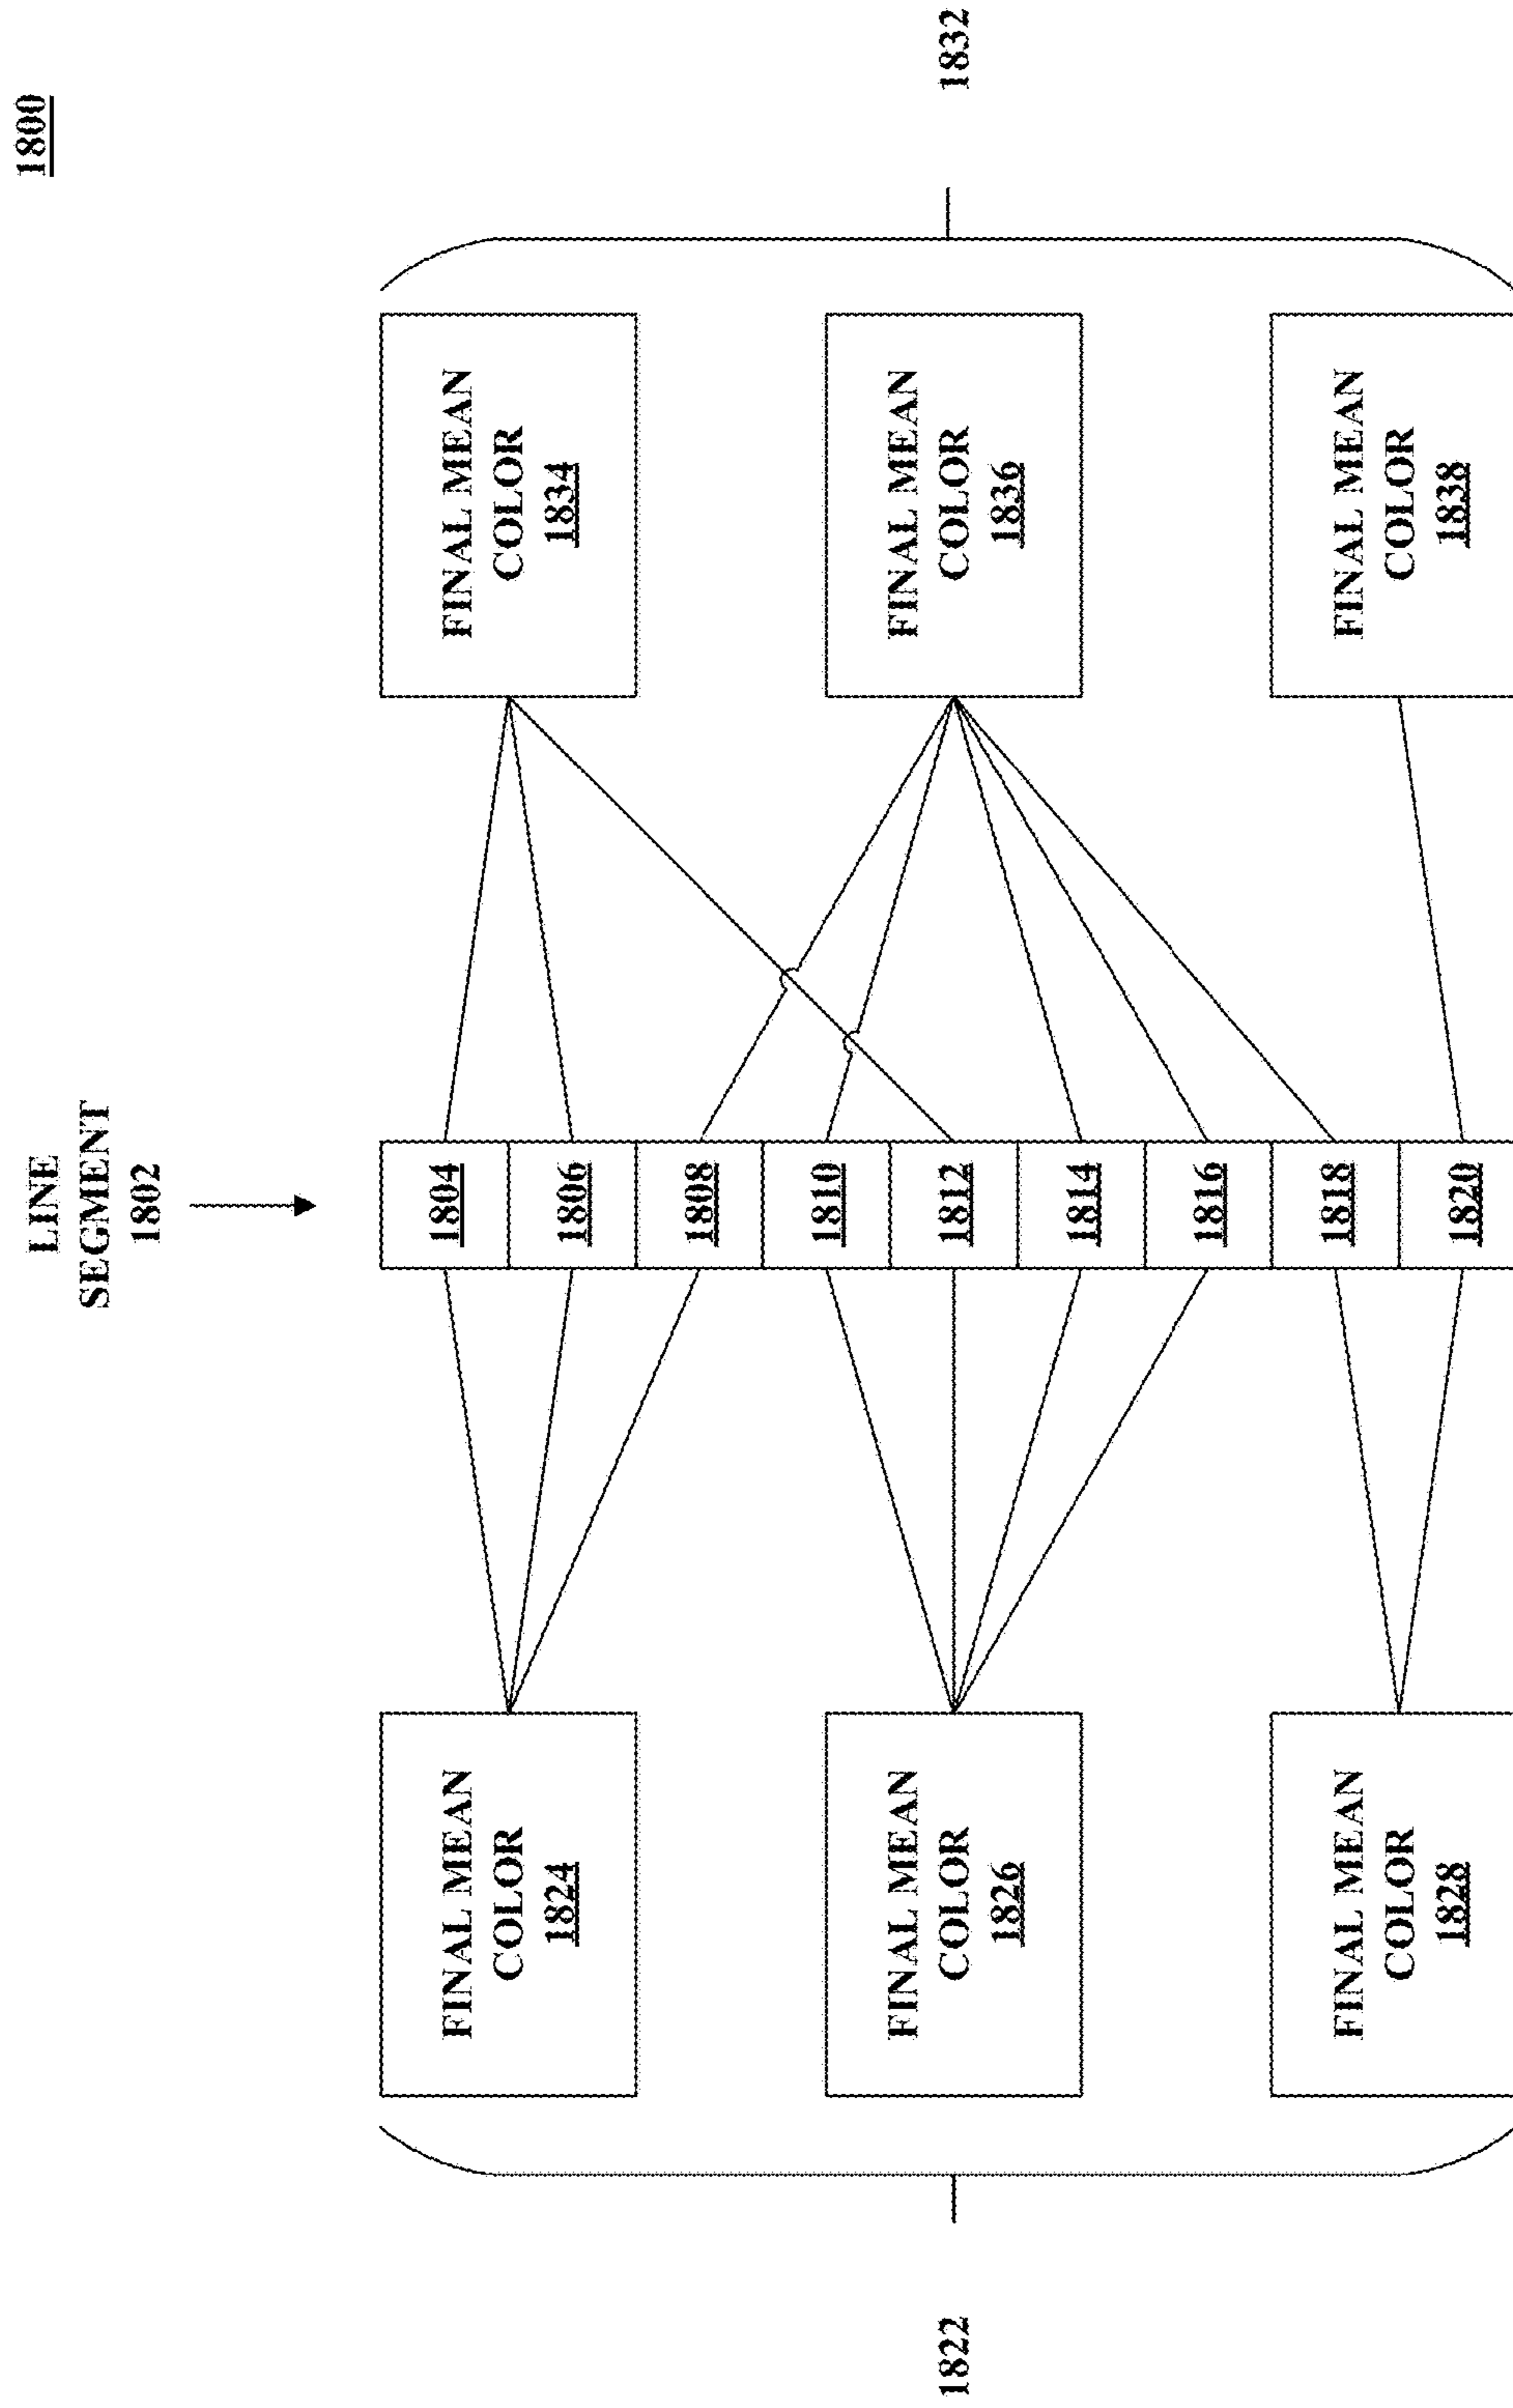 1800
LINE
SEGMENT
1802
1822
1832
FINAL MEAN
COLOR
1824
1804
FINAL MEAN
COLOR
1834
1806
1808
1810
FINAL MEAN
COLOR
1826
1812
FINAL MEAN
COLOR
1836
1814
1816
1818
FINAL MEAN
COLOR
1828
1820
FINAL MEAN
COLOR
1838